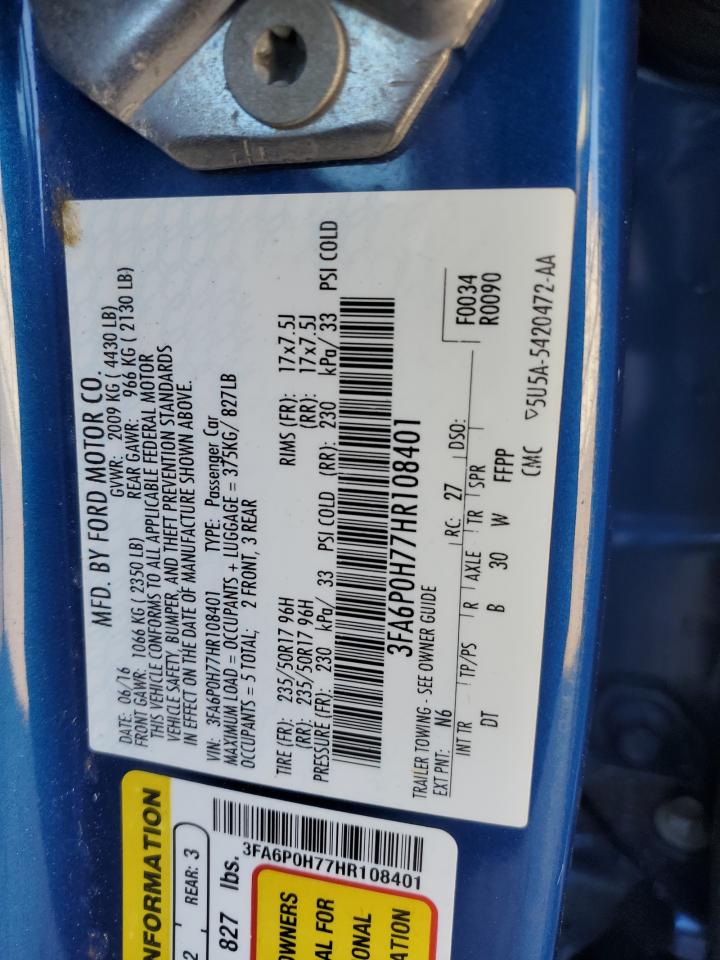 MFD. BY FORD MOTOR CO.
DATE: 06/16 GVWR: 2009 KG ( 4430 LB)
FRONT GAWR: 1066 KG ( 2350 LB) REAR GAWR: 966 KG ( 2130 LB)
THIS VEHICLE CONFORMS TO ALL APPLICABLE FEDERAL MOTOR
VEHICLE SAFETY, BUMPER, AND THEFT PREVENTION STANDARDS
IN EFFECT ON THE DATE OF MANUFACTURE SHOWN ABOVE.
VIN: 3FA6P0H77HR108401 TYPE: Passenger Car
MAXIMUM LOAD = OCCUPANTS + LUGGAGE = 375KG/ 827LB
OCCUPANTS = 5 TOTAL; 2 FRONT, 3 REAR
TIRE (FR): 235/50R17 96H RIMS (FR): 17x7.5J
(RR): 235/50R17 96H (RR): 17x7.5J
PRESSURE (FR): 230 kPa/ 33 PSI COLD (RR): 230 kPa/ 33 PSI COLD
3FA6P0H77HR108401
TRAILER TOWING - SEE OWNER GUIDE
EXT PNT: N6 RC: 27 DSO: F0034
R0090
INT TR TP/PS R AXLE TR SPR
DT B 30 W FFPP
CMC ▽5U5A-5420472-AA
NFORMATION
2 REAR: 3
827 lbs.
3FA6P0H77HR108401
OWNERS
AL FOR
ONAL
ATION